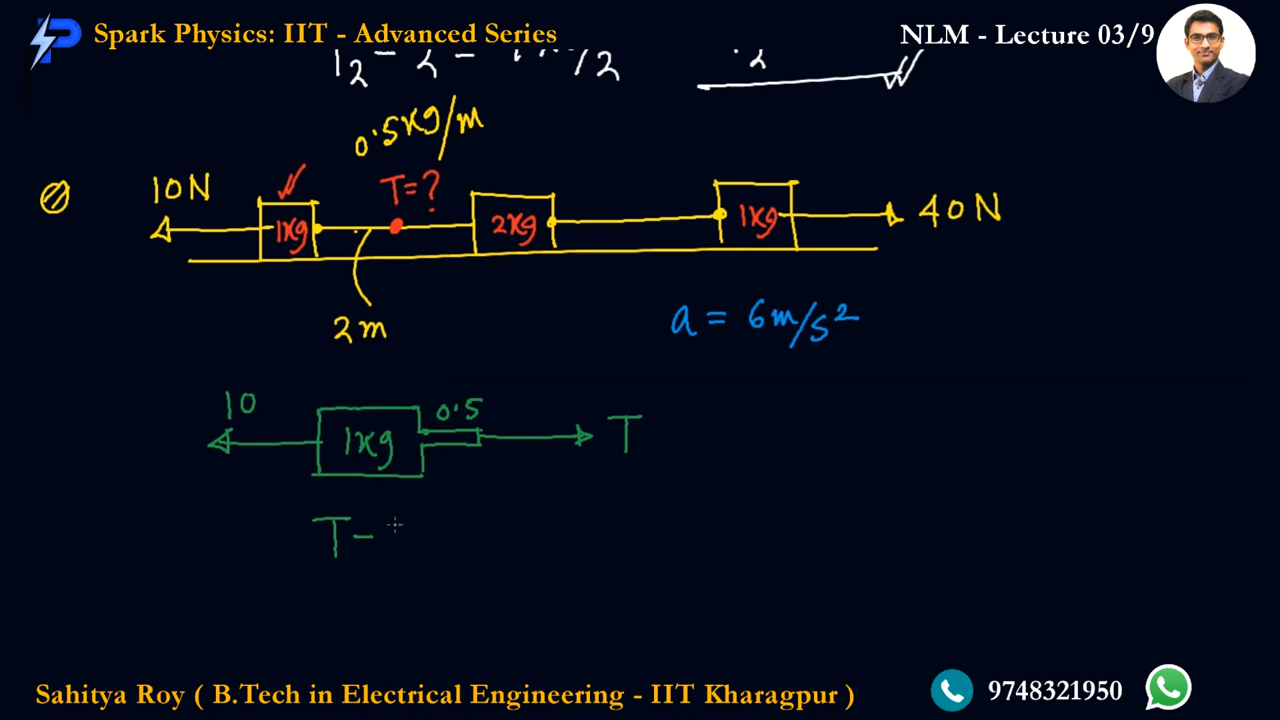 Spark Physics: IIT - Advanced Series
NLM - Lecture 03/9
0.5kg/m
10N
T=?
1kg
2kg
1kg
40N
2m
a = 6m/s²
10
1kg
0.5
T
T-
Sahitya Roy ( B.Tech in Electrical Engineering - IIT Kharagpur )
9748321950